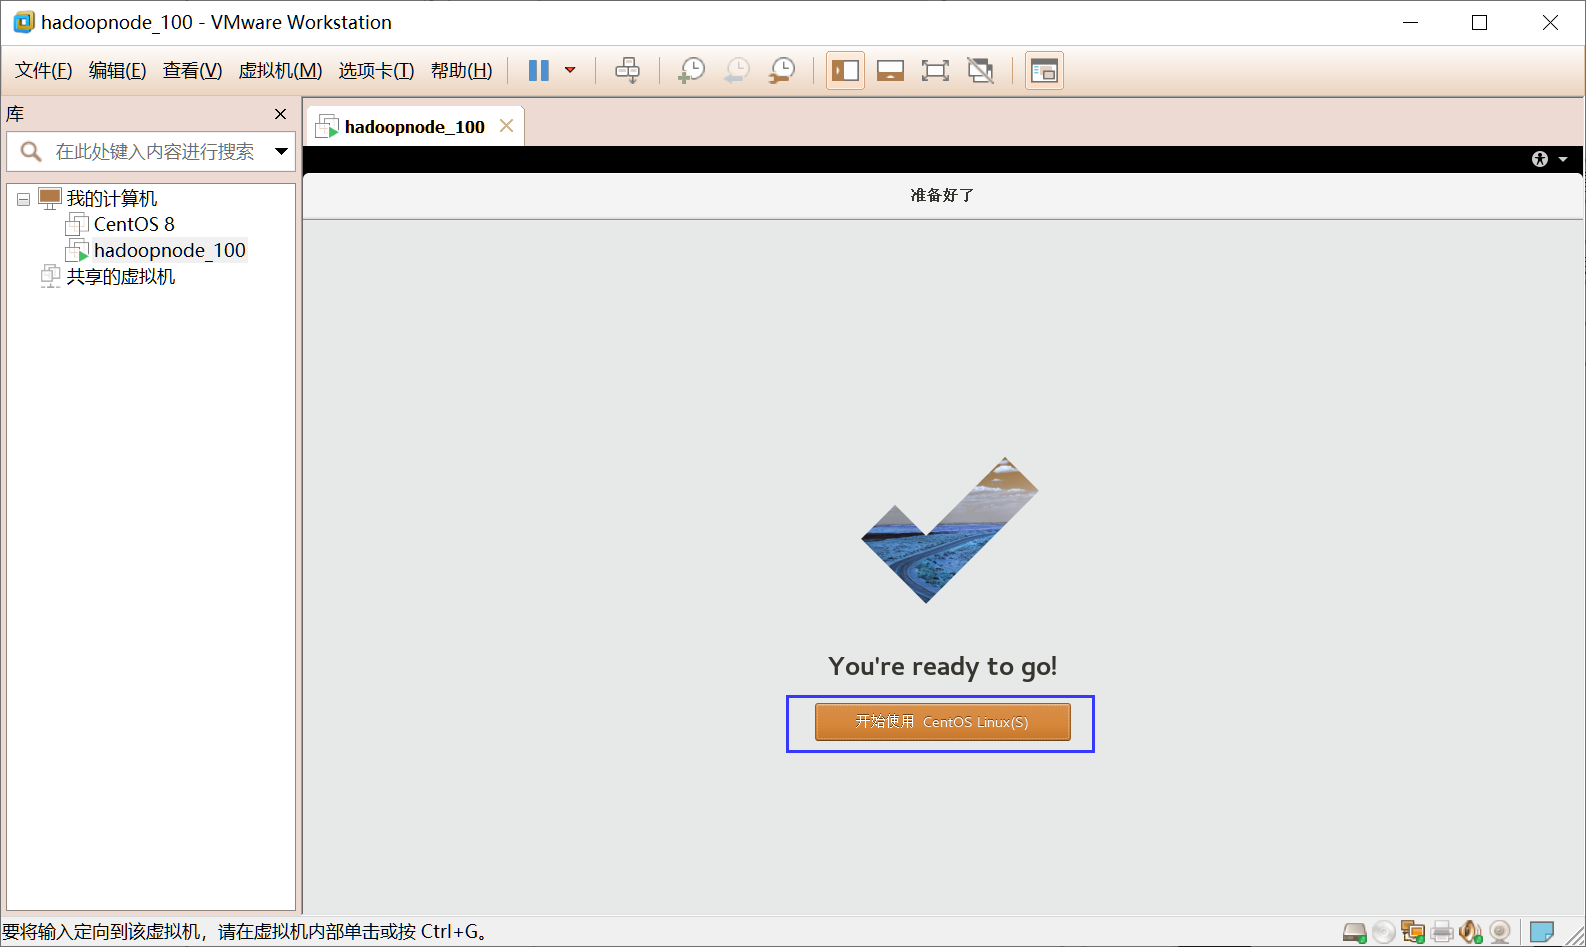 hadoopnode_100 - VMware Workstation
文件(F) 编辑(E) 查看(V) 虚拟机(M) 选项卡(T) 帮助(H)
库
在此处键入内容进行搜索
我的计算机
CentOS 8
hadoopnode_100
共享的虚拟机
hadoopnode_100
准备好了
You're ready to go!
开始使用 CentOS Linux(S)
要将输入定向到该虚拟机，请在虚拟机内部单击或按 Ctrl+G。